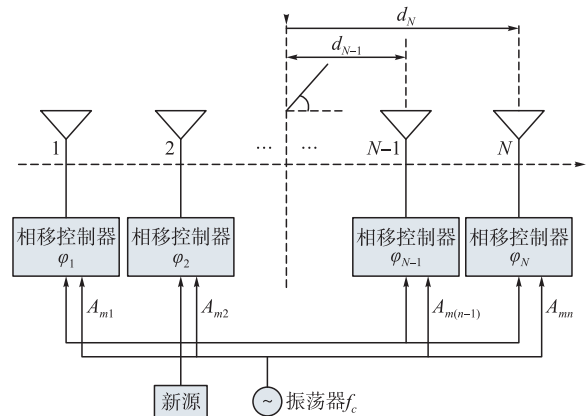 d_N
d_{N-1}
1
2
… …
N-1
N
相移控制器
φ_1
相移控制器
φ_2
相移控制器
φ_{N-1}
相移控制器
φ_N
A_{m1}
A_{m2}
A_{m(n-1)}
A_{mn}
新源
~
振荡器f_c